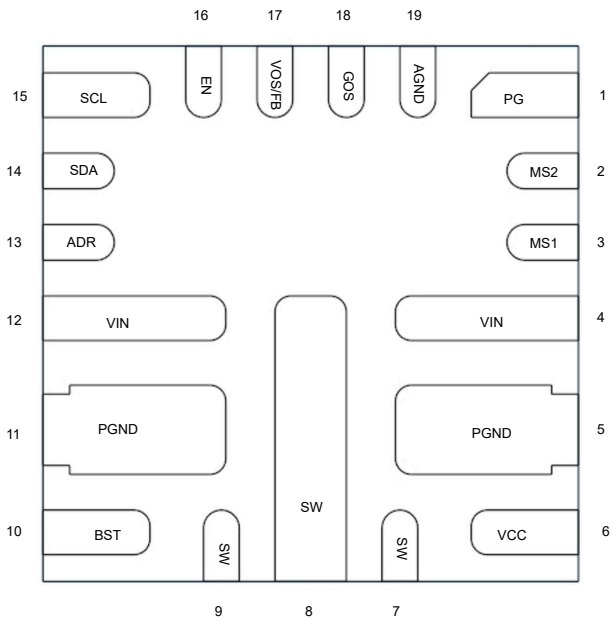 16 17 18 19
EN VOS/FB GOS AGND
15 SCL PG 1
14 SDA MS2 2
13 ADR MS1 3
12 VIN VIN 4
11 PGND PGND 5
SW
10 BST SW SW VCC 6
9 8 7